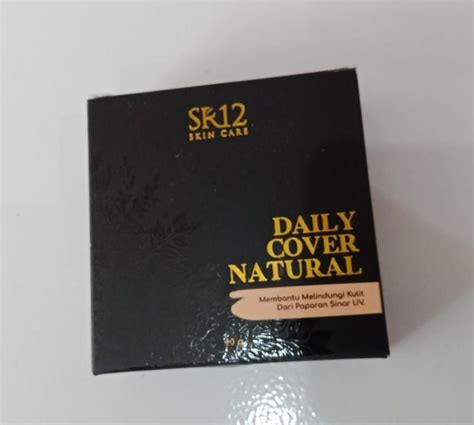 SR12
SKIN CARE
DAILY
COVER
NATURAL
Membantu Melindungi Kulit
Dari Paparan Sinar UV.